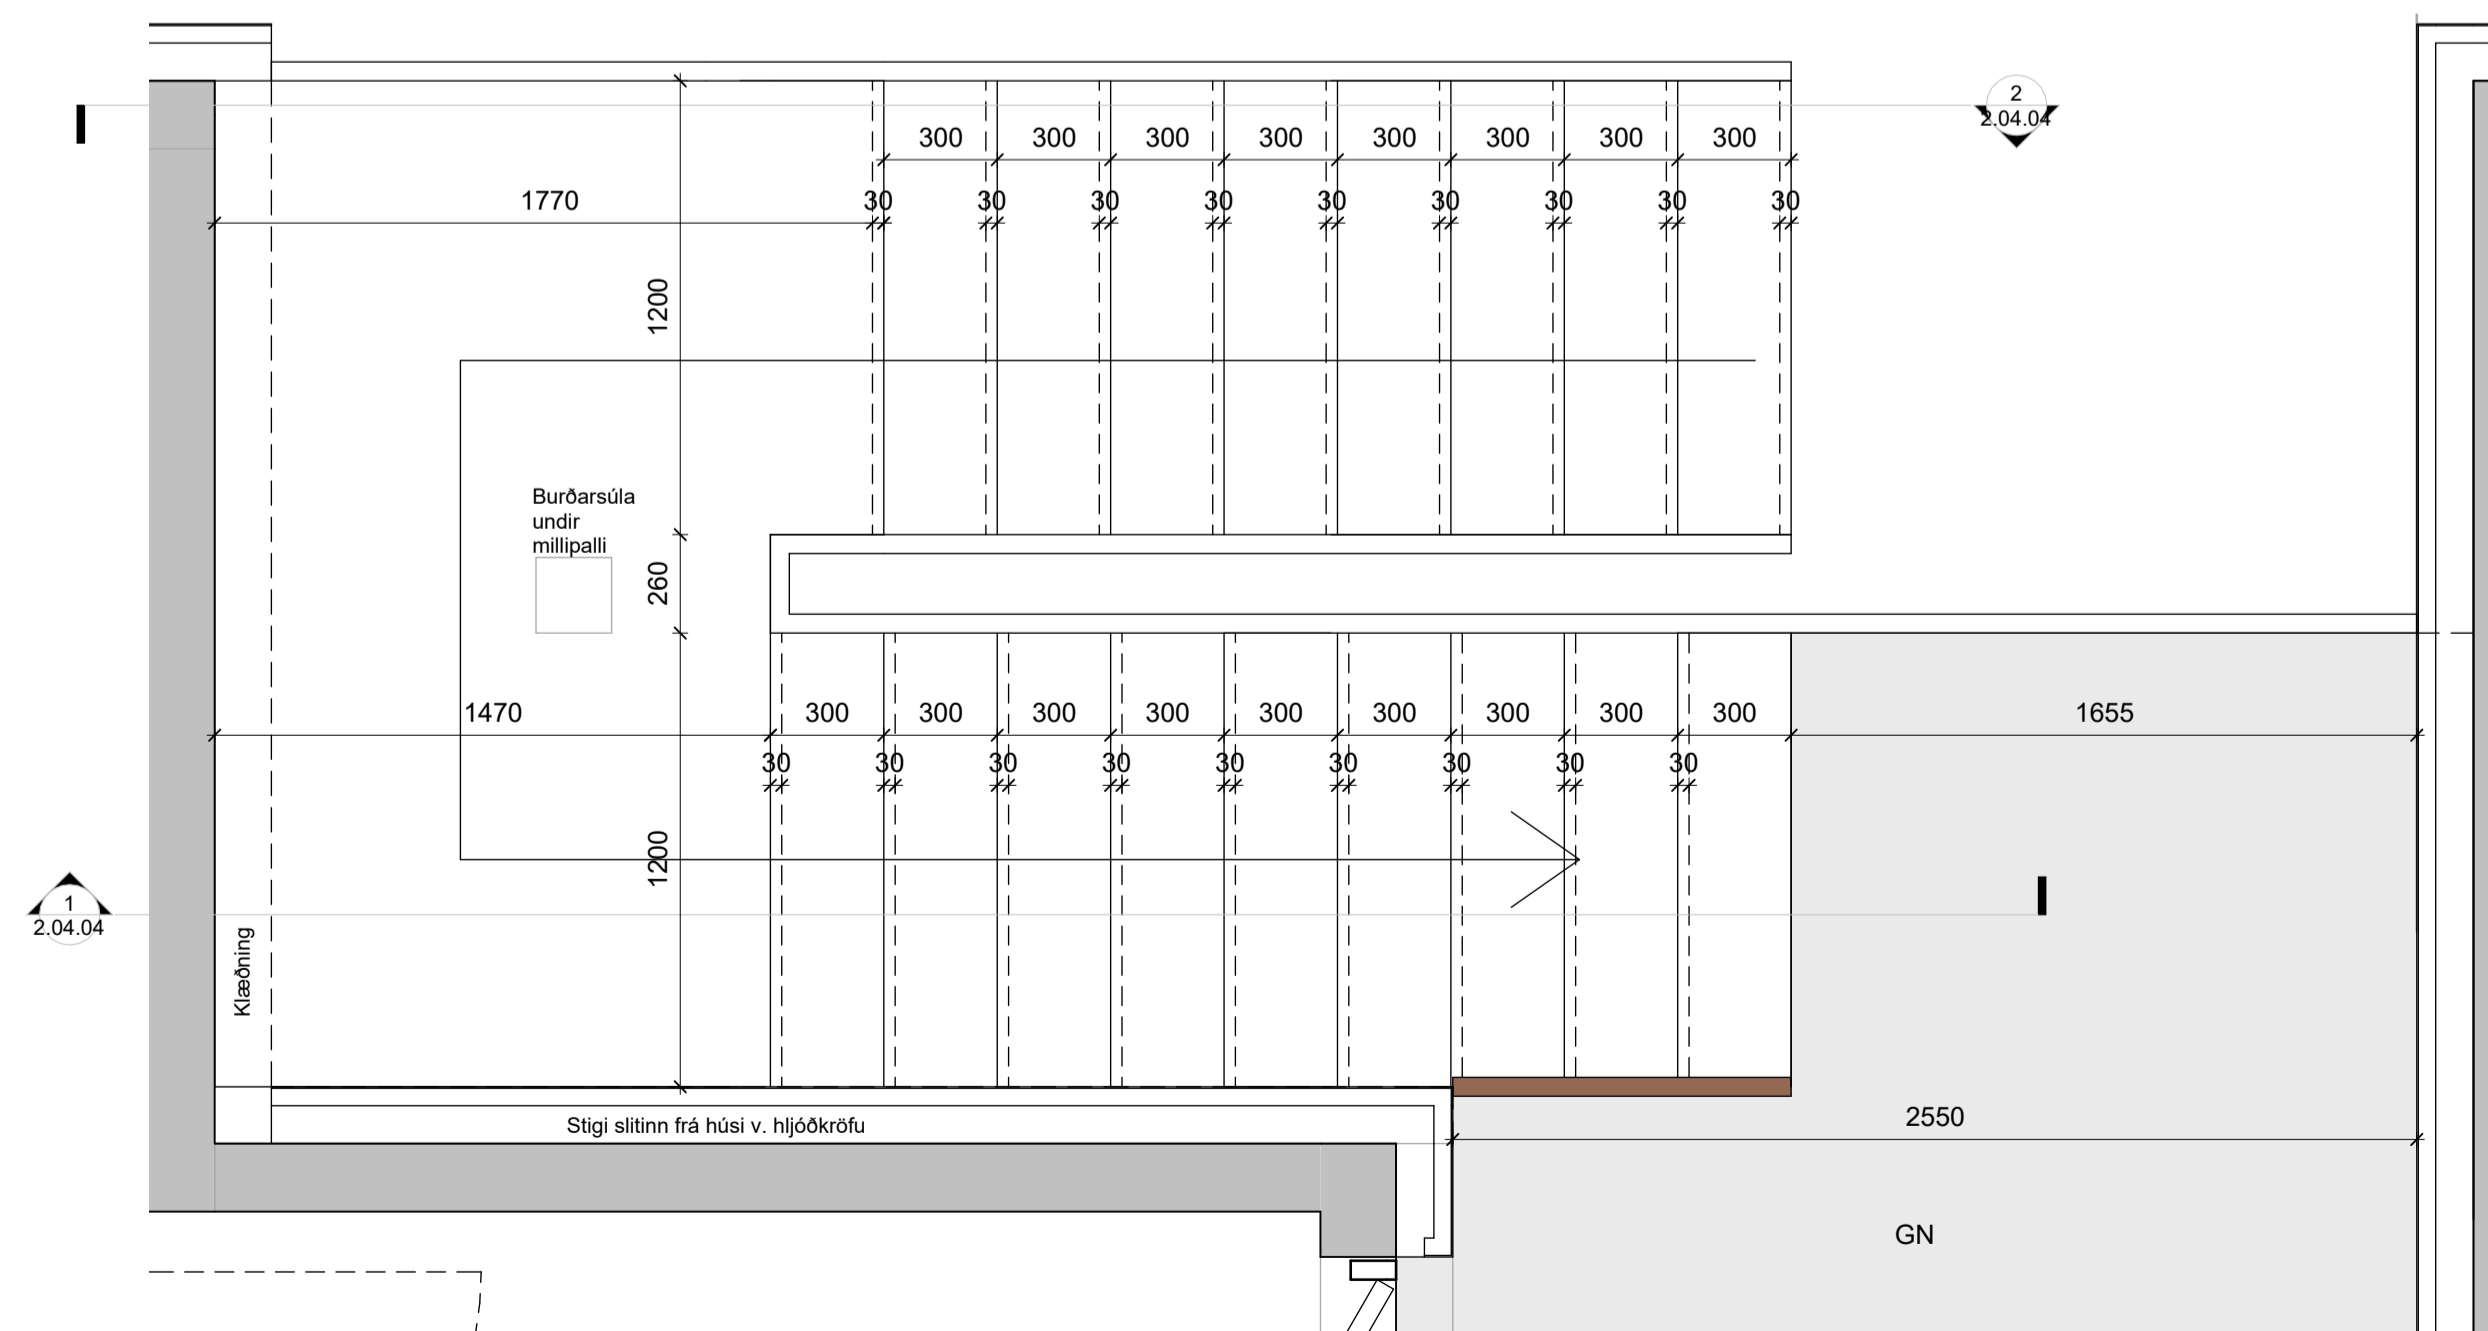 2
2.04.04
300 300 300 300 300 300 300 300
1770 30 30 30 30 30 30 30 30 30
1200
Burðarsúla
undir
millipalli
260
1470 300 300 300 300 300 300 300 300 300 1655
30 30 30 30 30 30 30 30 30
1200
1
2.04.04
Klæðning
Stigi slitinn frá húsi v. hljóðkröfu
2550
GN